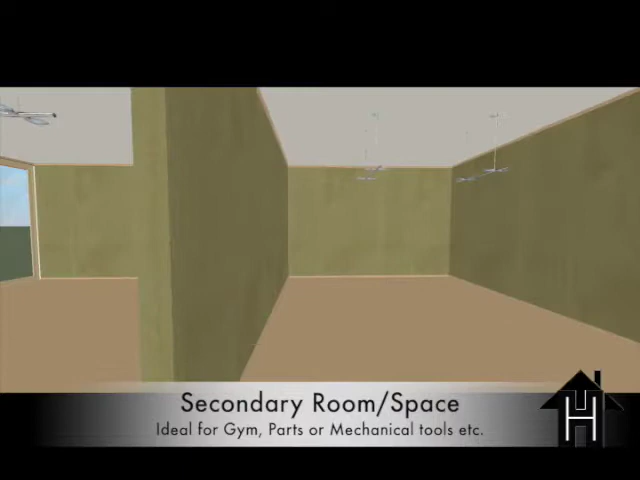 Secondary Room/Space
Ideal for Gym, Parts or Mechanical tools etc.
H